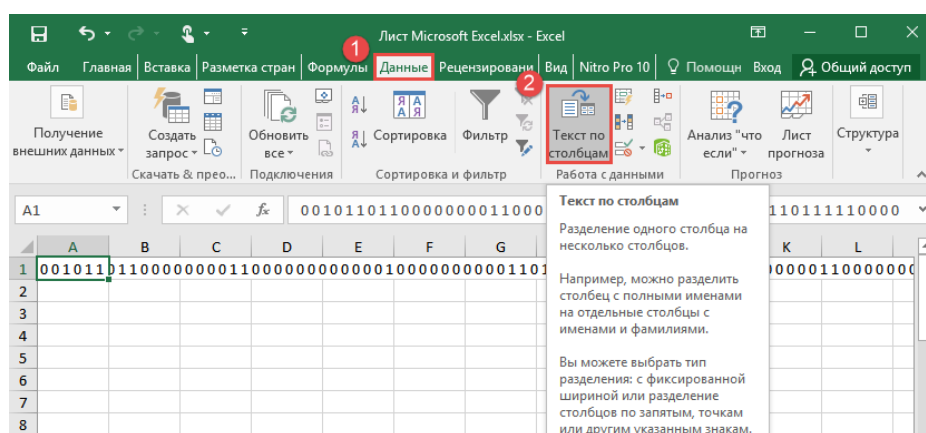 Лист Microsoft Excel.xlsx - Excel
1
Файл Главная Вставка Разметка стран Формулы Данные Рецензировани Вид Nitro Pro 10 Помощн Вход Общий доступ
2
Получение внешних данных
Создать запрос
Обновить все
Сортировка
Фильтр
Текст по столбцам
Анализ "что если"
Лист прогноза
Структура
Скачать & прео... Подключения Сортировка и фильтр Работа с данными Прогноз
A1 fx 001011011000000001100 110111110000
Текст по столбцам
Разделение одного столбца на
несколько столбцов.
Например, можно разделить
столбец с полными именами
на отдельные столбцы с
именами и фамилиями.
Вы можете выбрать тип
разделения: с фиксированной
шириной или разделение
столбцов по запятым, точкам
или другим указанным знакам.
A B C D E F G K L
1
2
3
4
5
6
7
8